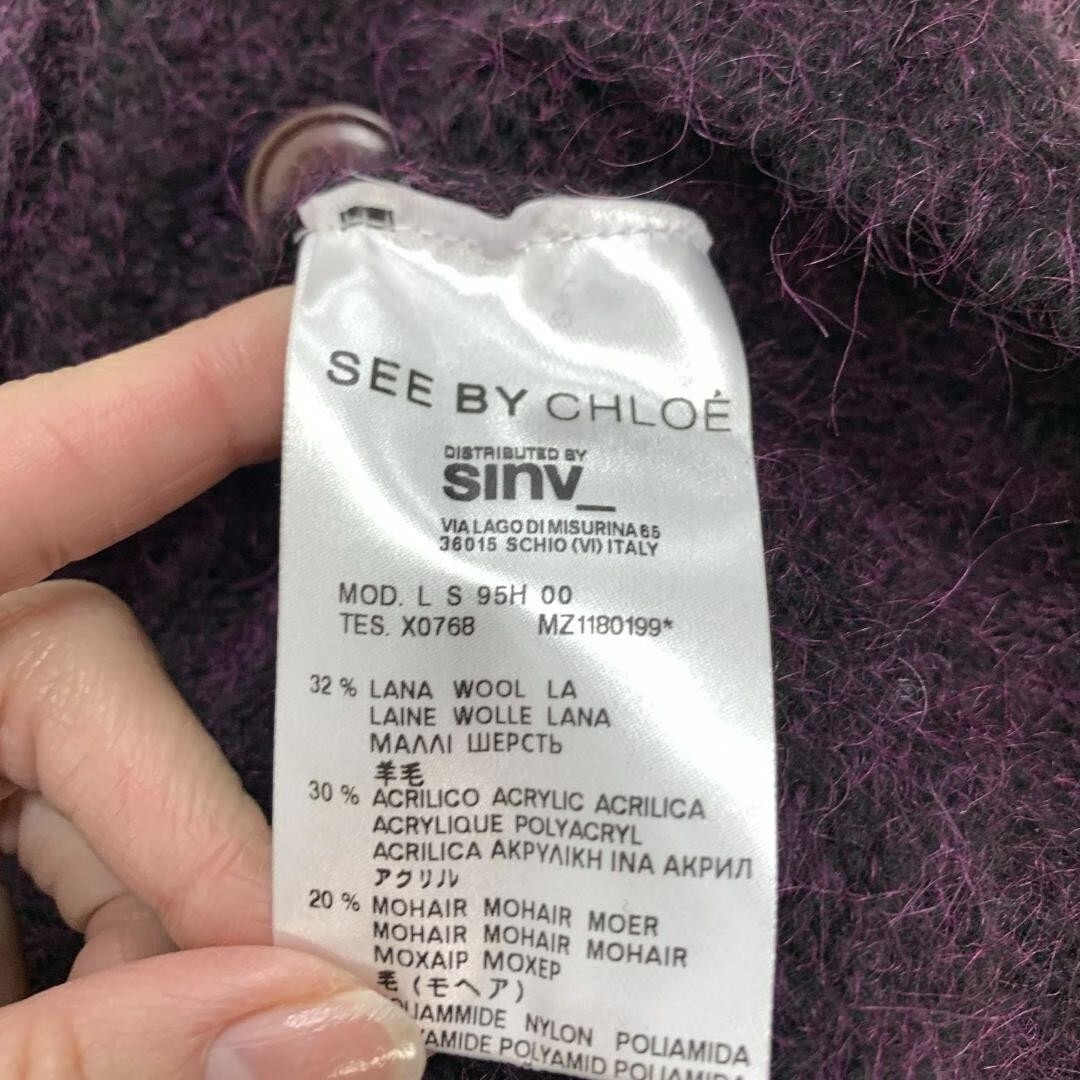 SEE BY CHLOÉ
DISTRIBUTED BY
sinv_
VIA LAGO DI MISURINA 65
36015 SCHIO (VI) ITALY
MOD. L S 95H 00
TES. X0768 MZ1180199*
32 % LANA WOOL LA
LAINE WOLLE LANA
ΜΑΛΛΙ ШЕРСТЬ
羊毛
30 % ACRILICO ACRYLIC ACRILICA
ACRYLIQUE POLYACRYL
ACRILICA ΑΚΡΥΛΙΚΗ ΙΝΑ АКРИЛ
アクリル
20 % MOHAIR MOHAIR MOER
MOHAIR MOHAIR MOHAIR
ΜΟΧΑΙΡ МОХЕР
毛 (モヘア)
NYLON POLIAMIDA
POLYAMID POLIAMIDA